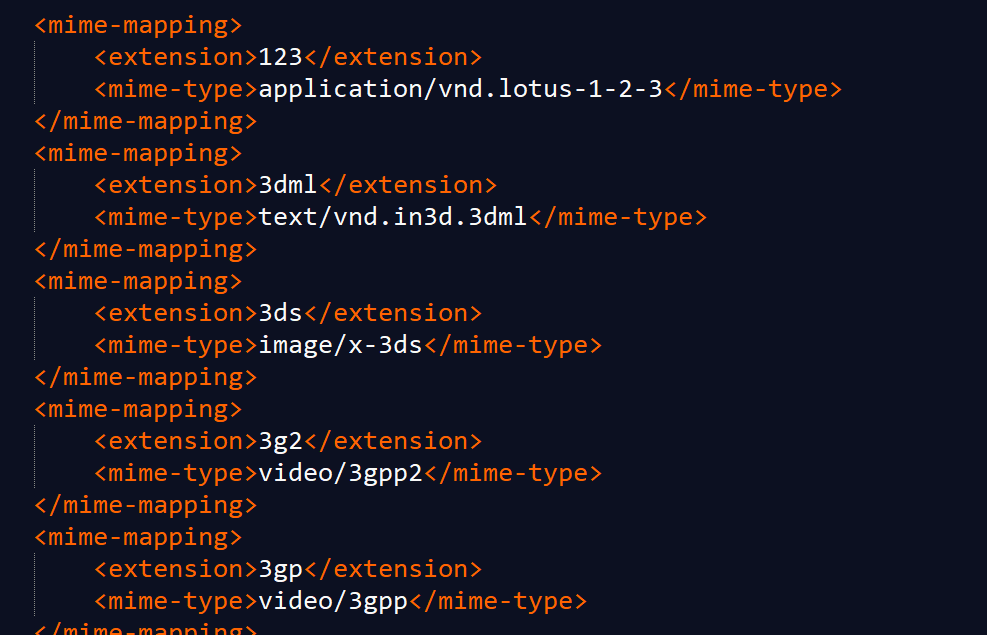 <mime-mapping>
<extension>123</extension>
<mime-type>application/vnd.lotus-1-2-3</mime-type>
</mime-mapping>
<mime-mapping>
<extension>3dml</extension>
<mime-type>text/vnd.in3d.3dml</mime-type>
</mime-mapping>
<mime-mapping>
<extension>3ds</extension>
<mime-type>image/x-3ds</mime-type>
</mime-mapping>
<mime-mapping>
<extension>3g2</extension>
<mime-type>video/3gpp2</mime-type>
</mime-mapping>
<mime-mapping>
<extension>3gp</extension>
<mime-type>video/3gpp</mime-type>
</mime-mapping>